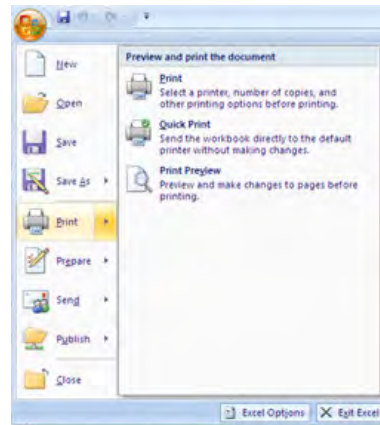 Preview and print the document
New
Open
Save
Save As
Print
Prepare
Send
Publish
Close
Print
Select a printer, number of copies, and
other printing options before printing.
Quick Print
Send the workbook directly to the default
printer without making changes.
Print Preview
Preview and make changes to pages before
printing.
Excel Options
Exit Excel